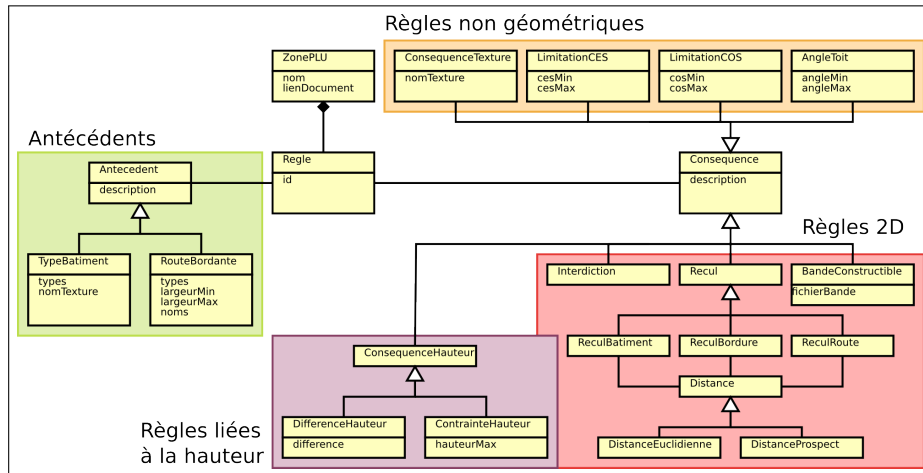 Règles non géométriques
ZonePLU
nom
lienDocument
ConsequenceTexture
nomTexture
LimitationCES
cesMin
cesMax
LimitationCOS
cosMin
cosMax
AngleToit
angleMin
angleMax
Antécédents
Antecedent
description
Regle
id
Consequence
description
TypeBatiment
types
nomTexture
RouteBordante
types
largeurMin
largeurMax
noms
Règles 2D
Interdiction
Recul
BandeConstructible
fichierBande
ReculBatiment
ReculBordure
ReculRoute
Distance
DistanceEuclidienne
DistanceProspect
ConsequenceHauteur
DifferenceHauteur
difference
ContrainteHauteur
hauteurMax
Règles liées
à la hauteur